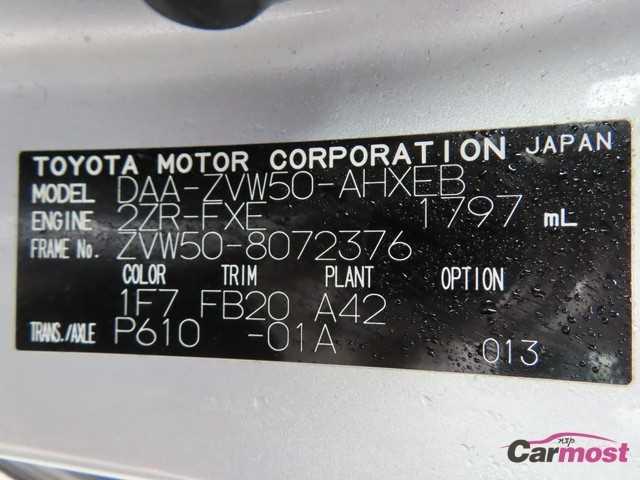 TOYOTA MOTOR CORPORATION JAPAN
MODEL DAA-ZVW50-AHXEB
ENGINE 2ZR-FXE 1797 mL
FRAME No. ZVW50-8072376
COLOR TRIM PLANT OPTION
1F7 FB20 A42
TRANS./AXLE P610 -01A 013
nsp
Carmost